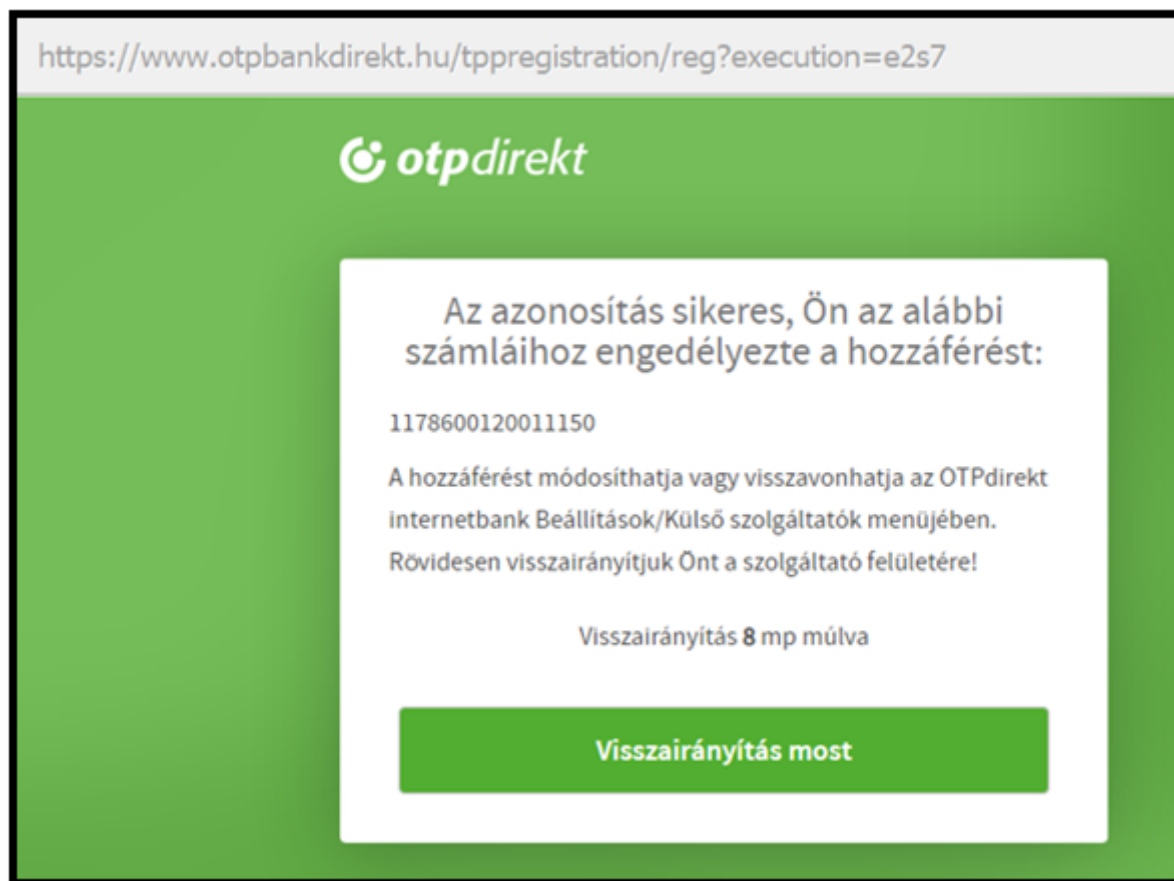 https://www.otpbankdirekt.hu/tppregistration/reg?execution=e2s7
otpdirekt
Az azonosítás sikeres, Ön az alábbi
számláihoz engedélyezte a hozzáférést:
1178600120011150
A hozzáférést módosíthatja vagy visszavonhatja az OTPdirekt
internetbank Beállítások/Külső szolgáltatók menüjében.
Rövidesen visszairányítjuk Önt a szolgáltató felületére!
Visszairányítás 8 mp múlva
Visszairányítás most